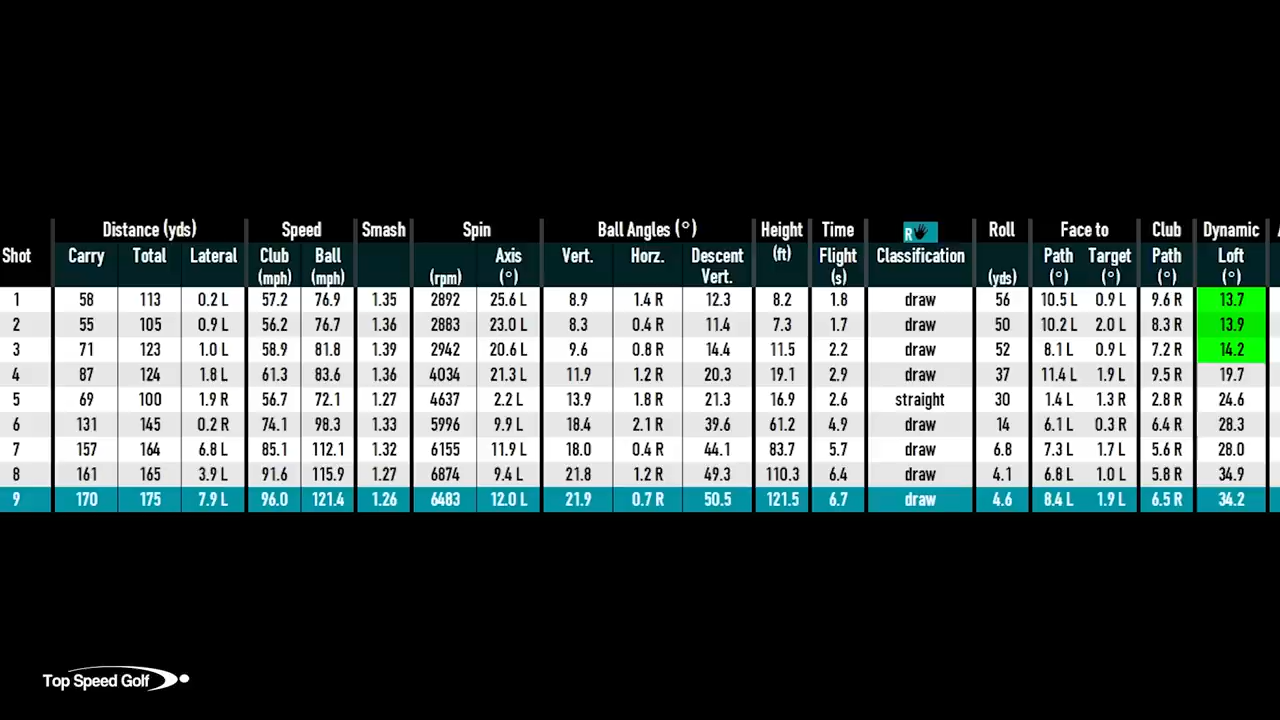 Distance (yds) Speed Smash Spin Ball Angles (°) Height Time R Roll Face to Club Dynamic
Shot Carry Total Lateral Club Ball Axis Vert. Horz. Descent (ft) Flight Classification Path Target Path Loft
(mph) (mph) (rpm) (°) Vert. (s) (yds) (°) (°) (°) (°)
1 58 113 0.2 L 57.2 76.9 1.35 2892 25.6 L 8.9 1.4 R 12.3 8.2 1.8 draw 56 10.5 L 0.9 L 9.6 R 13.7
2 55 105 0.9 L 56.2 76.7 1.36 2883 23.0 L 8.3 0.4 R 11.4 7.3 1.7 draw 50 10.2 L 2.0 L 8.3 R 13.9
3 71 123 1.0 L 58.9 81.8 1.39 2942 20.6 L 9.6 0.8 R 14.4 11.5 2.2 draw 52 8.1 L 0.9 L 7.2 R 14.2
4 87 124 1.8 L 61.3 83.6 1.36 4034 21.3 L 11.9 1.2 R 20.3 19.1 2.9 draw 37 11.4 L 1.9 L 9.5 R 19.7
5 69 100 1.9 R 56.7 72.1 1.27 4637 2.2 L 13.9 1.8 R 21.3 16.9 2.6 straight 30 1.4 L 1.3 R 2.8 R 24.6
6 131 145 0.2 R 74.1 98.3 1.33 5996 9.9 L 18.4 2.1 R 39.6 61.2 4.9 draw 14 6.1 L 0.3 R 6.4 R 28.3
7 157 164 6.8 L 85.1 112.1 1.32 6155 11.9 L 18.0 0.4 R 44.1 83.7 5.7 draw 6.8 7.3 L 1.7 L 5.6 R 28.0
8 161 165 3.9 L 91.6 115.9 1.27 6874 9.4 L 21.8 1.2 R 49.3 110.3 6.4 draw 4.1 6.8 L 1.0 L 5.8 R 34.9
9 170 175 7.9 L 96.0 121.4 1.26 6483 12.0 L 21.9 0.7 R 50.5 121.5 6.7 draw 4.6 8.4 L 1.9 L 6.5 R 34.2
Top Speed Golf